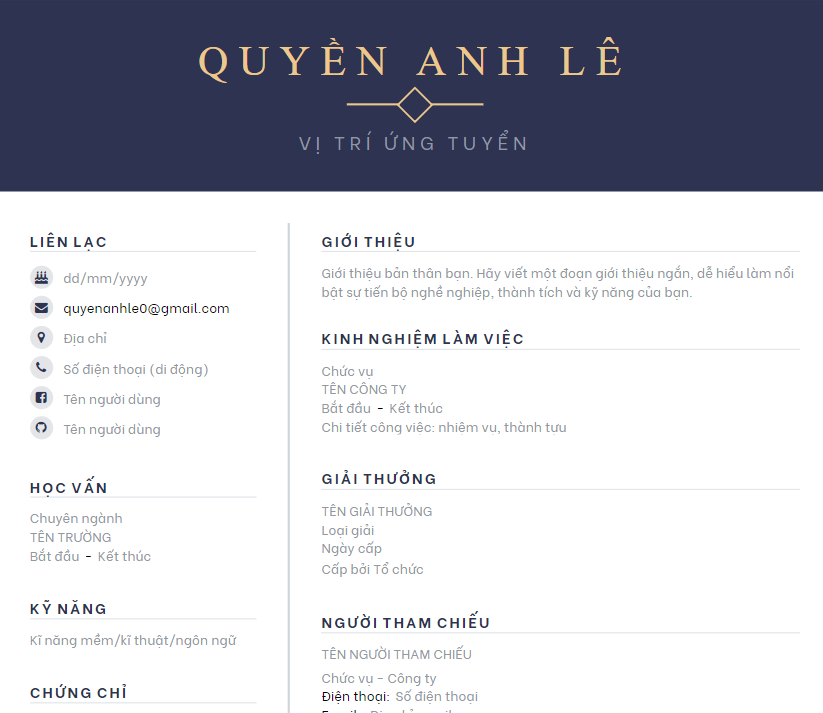 QUYỀN ANH LÊ
VỊ TRÍ ỨNG TUYỂN
LIÊN LẠC
dd/mm/yyyy
quyenanhle0@gmail.com
Địa chỉ
Số điện thoại (di động)
Tên người dùng
Tên người dùng
HỌC VẤN
Chuyên ngành
TÊN TRƯỜNG
Bắt đầu - Kết thúc
KỸ NĂNG
Kĩ năng mềm/kĩ thuật/ngôn ngữ
CHỨNG CHỈ
GIỚI THIỆU
Giới thiệu bản thân bạn. Hãy viết một đoạn giới thiệu ngắn, dễ hiểu làm nổi
bật sự tiến bộ nghề nghiệp, thành tích và kỹ năng của bạn.
KINH NGHIỆM LÀM VIỆC
Chức vụ
TÊN CÔNG TY
Bắt đầu - Kết thúc
Chi tiết công việc: nhiệm vụ, thành tựu
GIẢI THƯỞNG
TÊN GIẢI THƯỞNG
Loại giải
Ngày cấp
Cấp bởi Tổ chức
NGƯỜI THAM CHIẾU
TÊN NGƯỜI THAM CHIẾU
Chức vụ - Công ty
Điện thoại: Số điện thoại